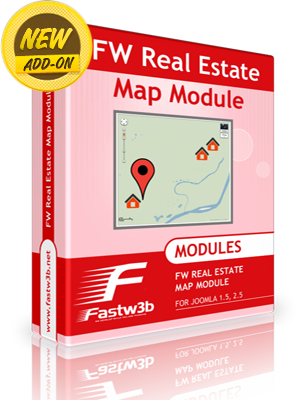 NEW
ADD-ON
FW Real Estate
Map Module
MODULES
FW REAL ESTATE
MAP MODULE
FOR JOOMLA 1.5, 2.5
Fastw3b
FW Real Estate Map Module
www.fastw3b.net